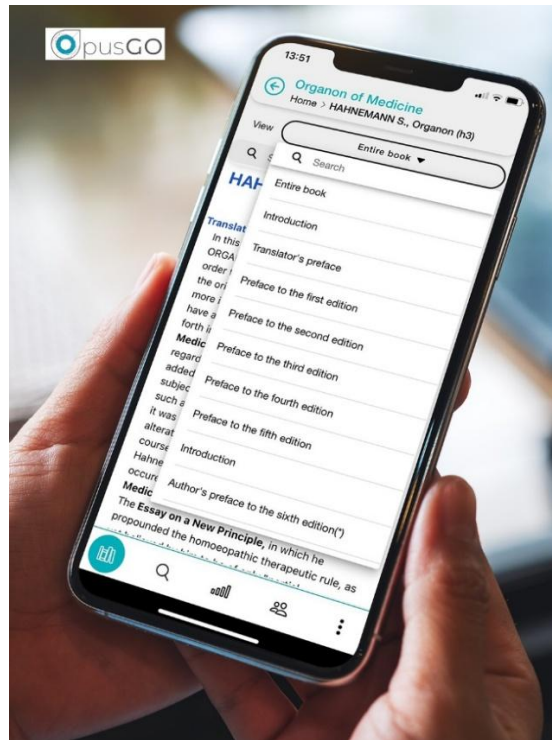 OpusGO
13:51
Organon of Medicine
Home > HAHNEMANN S., Organon (h3)
View
Entire book
Search
Entire book
Introduction
Translator's preface
Preface to the first edition
Preface to the second edition
Preface to the third edition
Preface to the fourth edition
Preface to the fifth edition
Introduction
Author's preface to the sixth edition(*)
HAH
Translat
In this
ORGA
order
the or
more i
have a
forth i
Medic
regard
added
subjec
such a
it was
alterat
course
Hahne
occure
Medic
The Essay on a New Principle, in which he
propounded the homoeopathic therapeutic rule, as